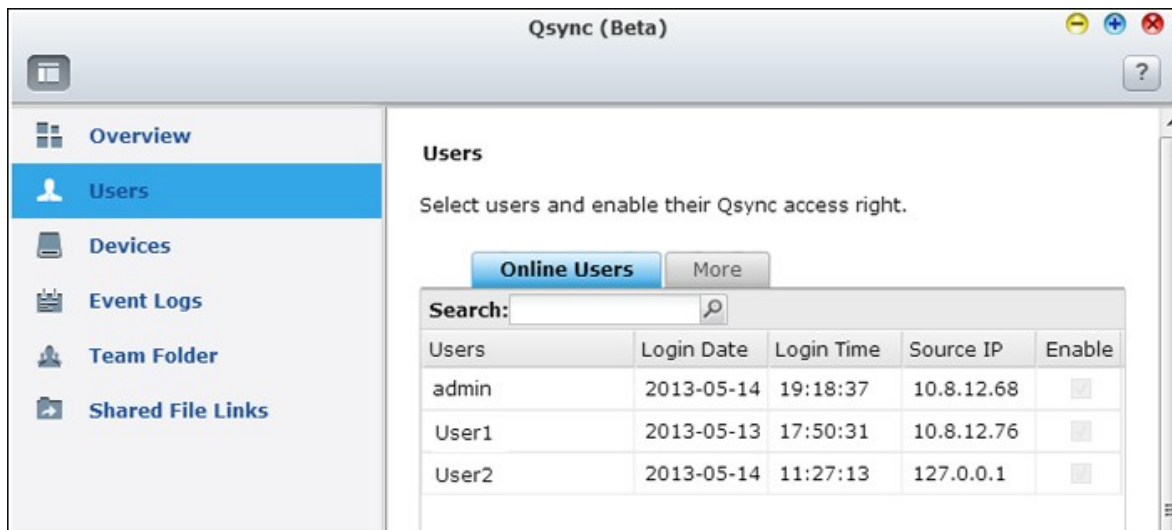 Qsync (Beta)
?
Overview
Users
Devices
Event Logs
Team Folder
Shared File Links
Users
Select users and enable their Qsync access right.
Online Users More
Search:
Users Login Date Login Time Source IP Enable
admin 2013-05-14 19:18:37 10.8.12.68
User1 2013-05-13 17:50:31 10.8.12.76
User2 2013-05-14 11:27:13 127.0.0.1